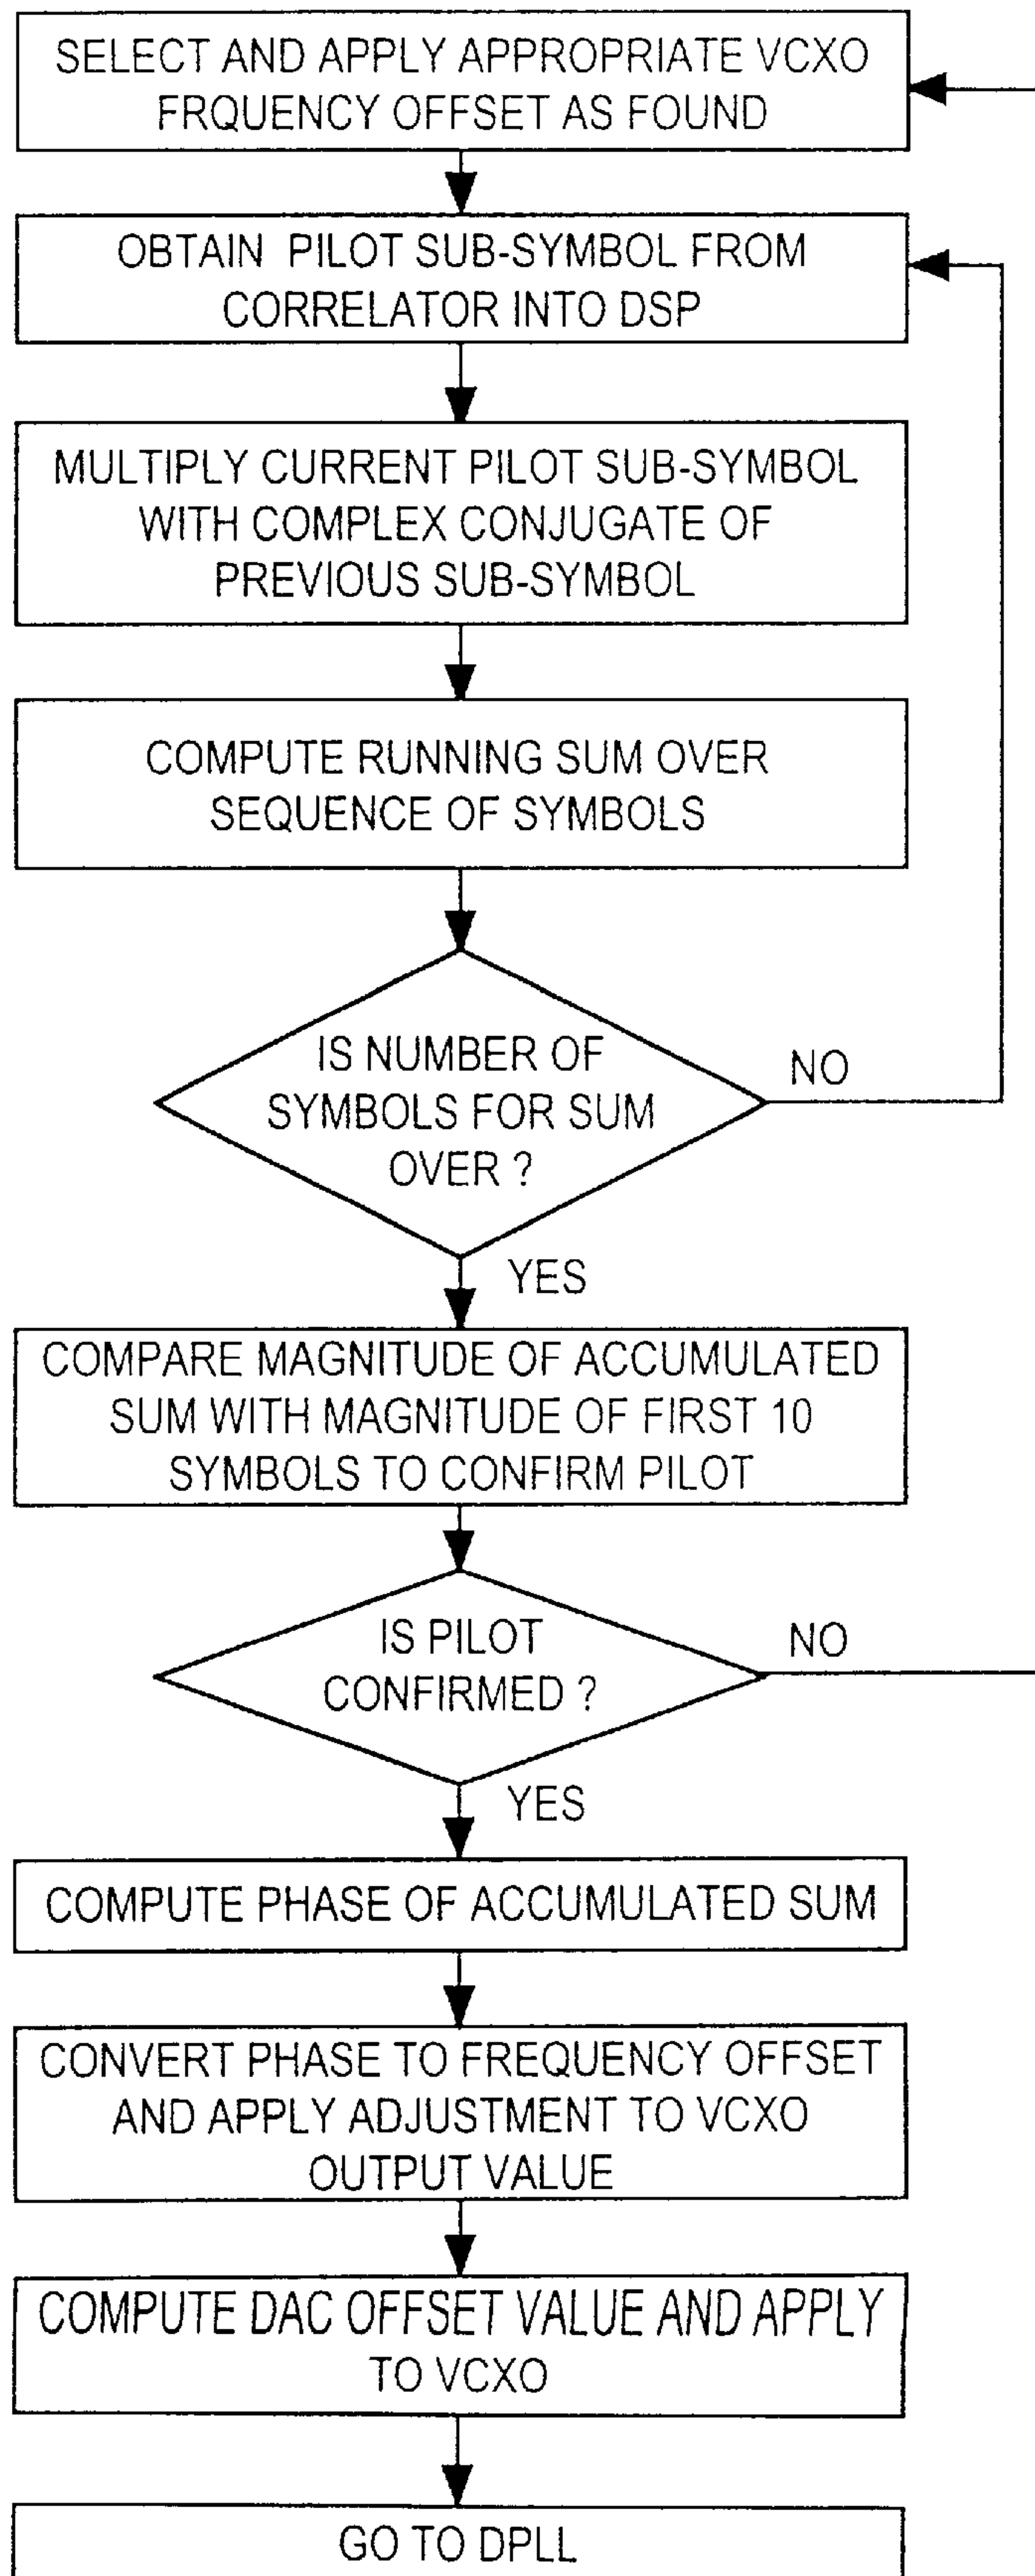 SELECT AND APPLY APPROPRIATE VCXO
FRQUENCY OFFSET AS FOUND
OBTAIN PILOT SUB-SYMBOL FROM
CORRELATOR INTO DSP
MULTIPLY CURRENT PILOT SUB-SYMBOL
WITH COMPLEX CONJUGATE OF
PREVIOUS SUB-SYMBOL
COMPUTE RUNNING SUM OVER
SEQUENCE OF SYMBOLS
IS NUMBER OF
SYMBOLS FOR SUM
OVER ?
NO
YES
COMPARE MAGNITUDE OF ACCUMULATED
SUM WITH MAGNITUDE OF FIRST 10
SYMBOLS TO CONFIRM PILOT
IS PILOT
CONFIRMED ?
NO
YES
COMPUTE PHASE OF ACCUMULATED SUM
CONVERT PHASE TO FREQUENCY OFFSET
AND APPLY ADJUSTMENT TO VCXO
OUTPUT VALUE
COMPUTE DAC OFFSET VALUE AND APPLY
TO VCXO
GO TO DPLL